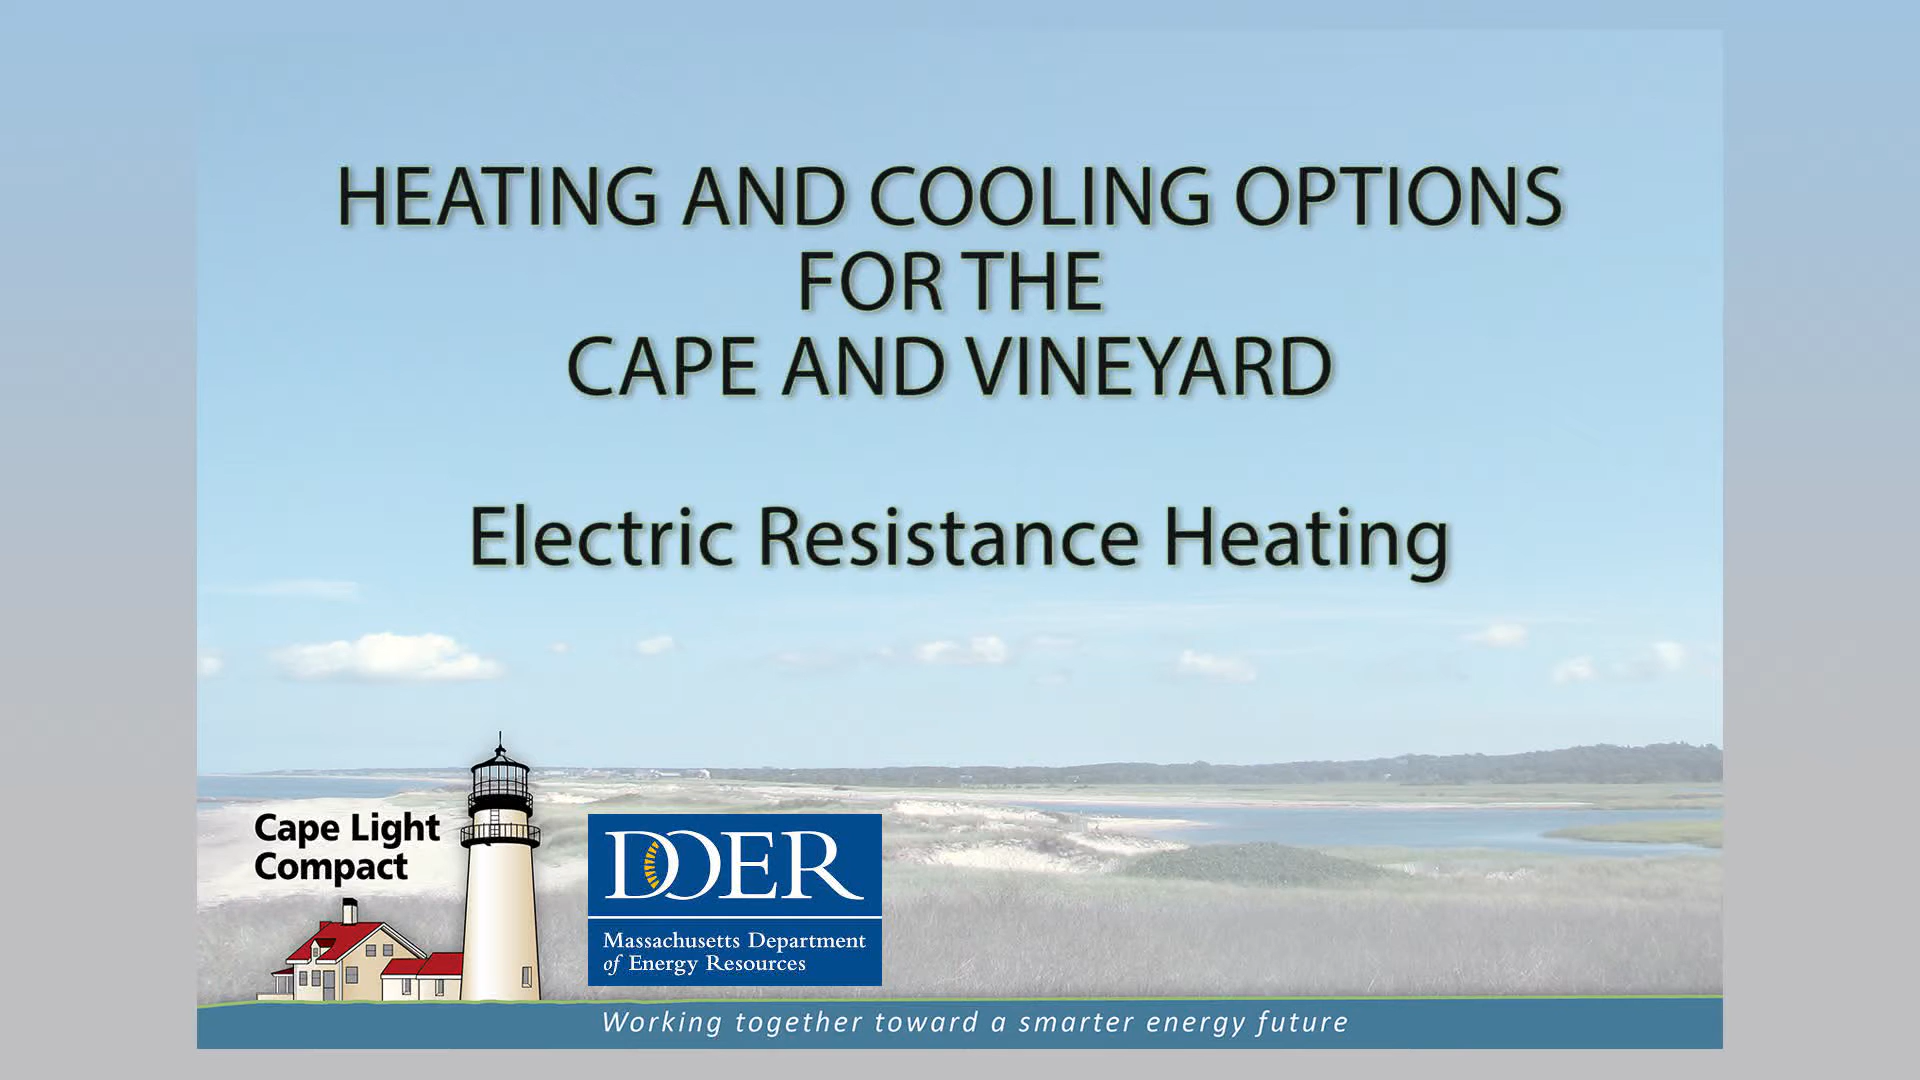 HEATING AND COOLING OPTIONS
FOR THE
CAPE AND VINEYARD
Electric Resistance Heating
Cape Light
Compact
DOER
Massachusetts Department
of Energy Resources
Working together toward a smarter energy future